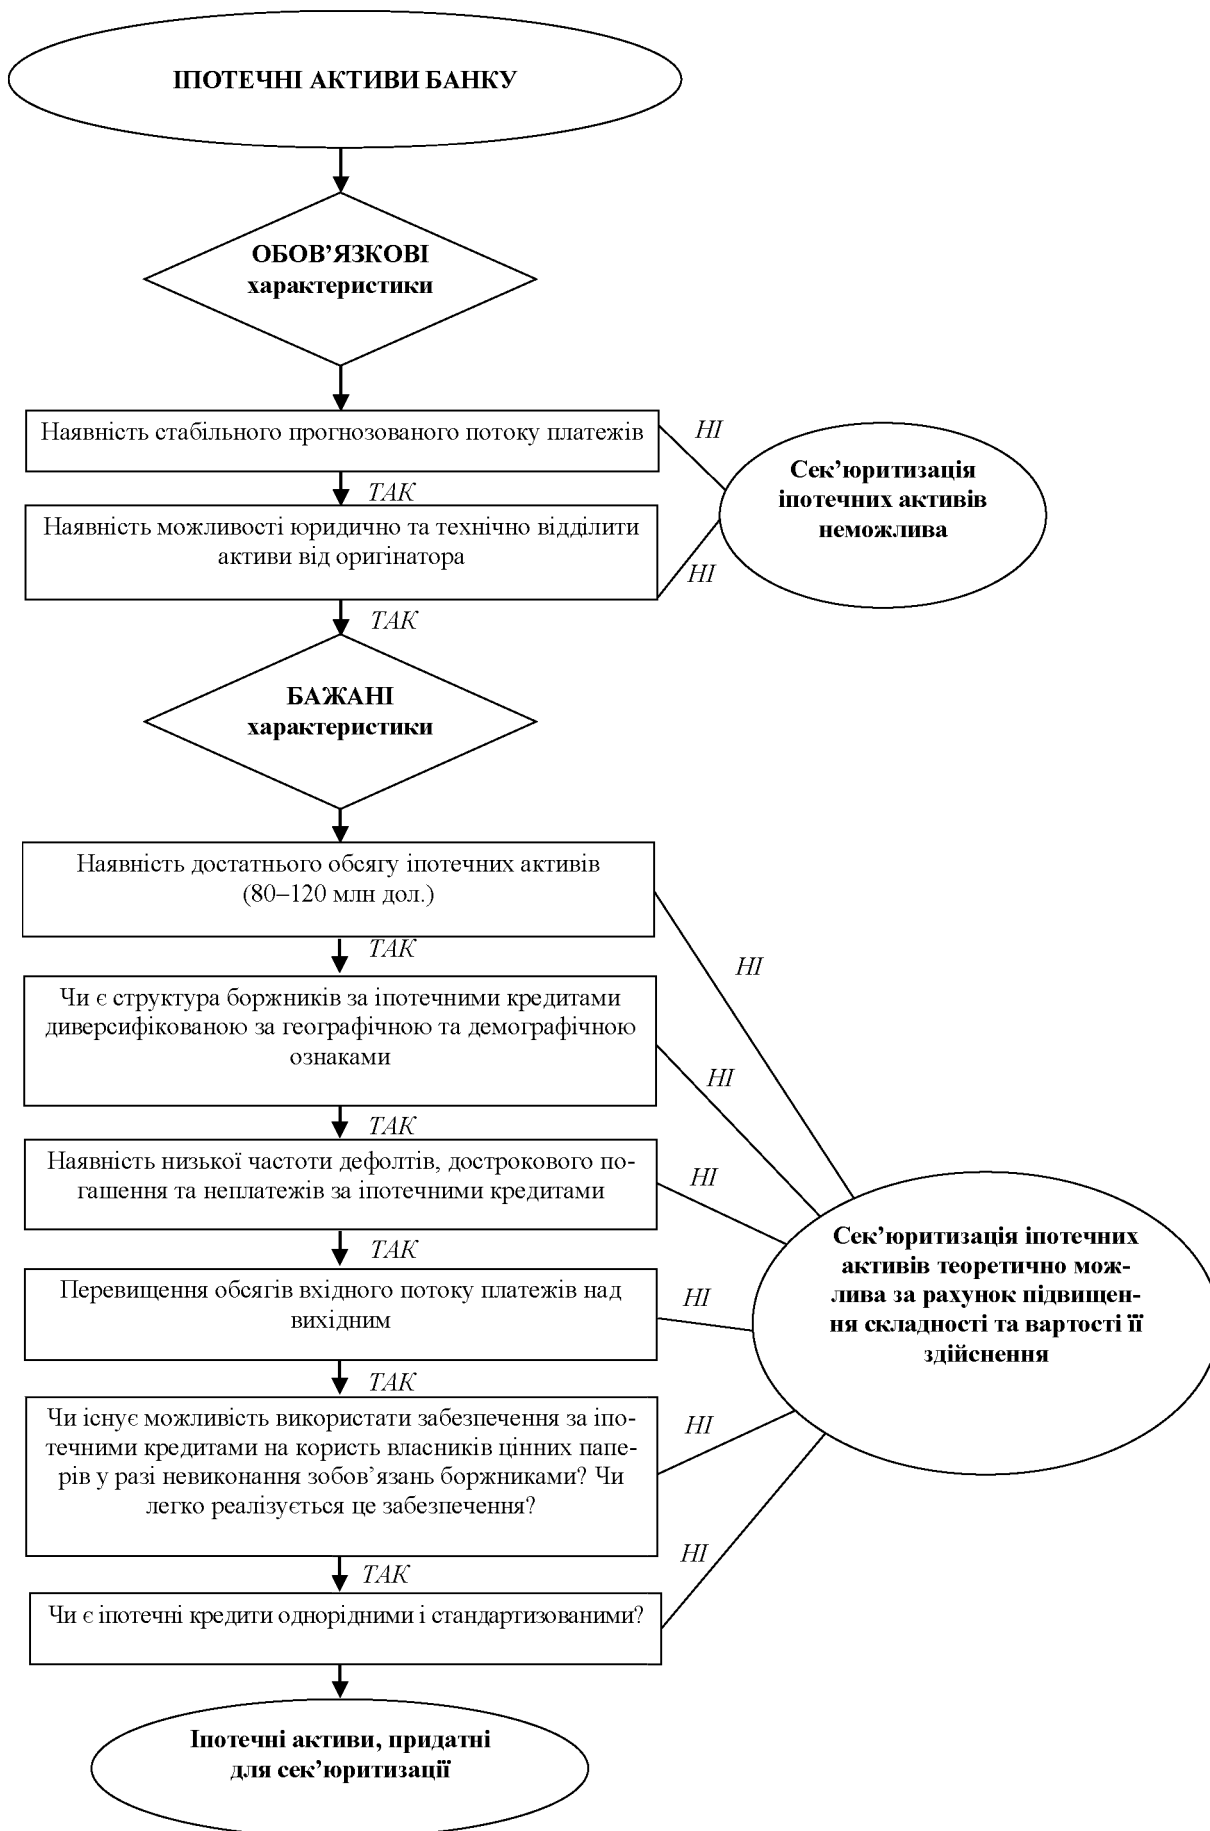 ІПОТЕЧНІ АКТИВИ БАНКУ
ОБОВ’ЯЗКОВІ
характеристики
Наявність стабільного прогнозованого потоку платежів
НІ
Сек’юритизація
іпотечних активів
неможлива
ТАК
Наявність можливості юридично та технічно відділити
активи від оригінатора
НІ
ТАК
БАЖАНІ
характеристики
Наявність достатнього обсягу іпотечних активів
(80–120 млн дол.)
НІ
ТАК
Чи є структура боржників за іпотечними кредитами
диверсифікованою за географічною та демографічною
ознаками
НІ
ТАК
Наявність низької частоти дефолтів, дострокового по-
гашення та неплатежів за іпотечними кредитами
НІ
Сек’юритизація іпотечних
активів теоретично мож-
лива за рахунок підвищен-
ня складності та вартості її
здійснення
ТАК
Перевищення обсягів вхідного потоку платежів над
вихідним
НІ
ТАК
Чи існує можливість використати забезпечення за іпо-
течними кредитами на користь власників цінних папе-
рів у разі невиконання зобов’язань боржниками? Чи
легко реалізується це забезпечення?
НІ
ТАК
Чи є іпотечні кредити однорідними і стандартизованими?
НІ
Іпотечні активи, придатні
для сек’юритизації